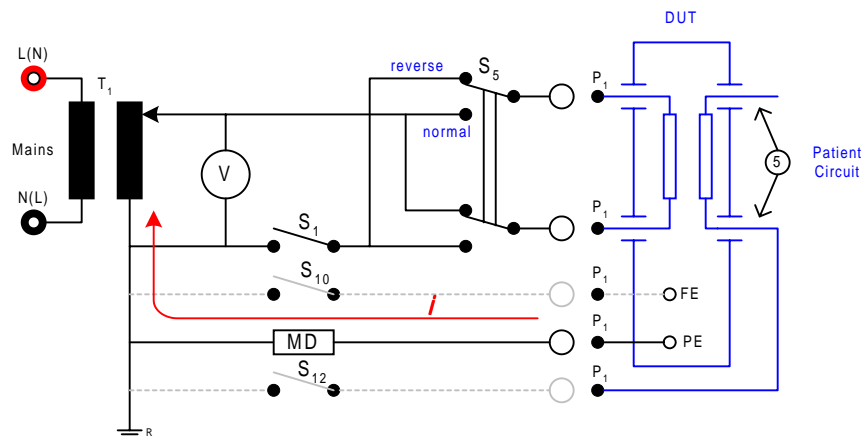 DUT
L(N)
T1
reverse
S5
P1
normal
Mains
V
5
Patient
Circuit
N(L)
S1
P1
S10
P1
FE
i
P1
MD
PE
S12
P1
R